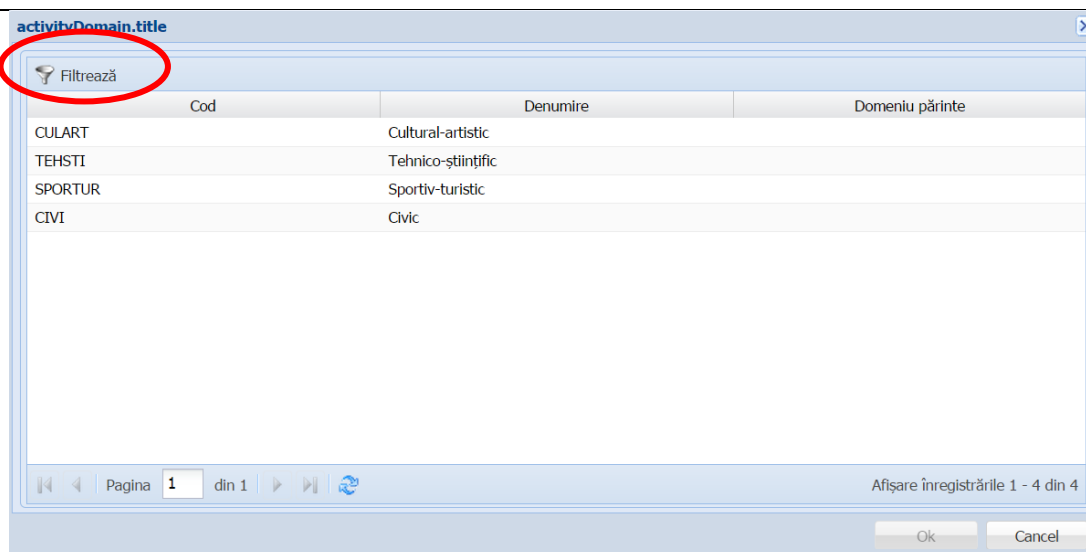 activityDomain.title
Filtrează
Cod Denumire Domeniu părinte
CULART Cultural-artistic
TEHSTI Tehnico-științific
SPORTUR Sportiv-turistic
CIVI Civic
Pagina 1 din 1 Afișare înregistrările 1 - 4 din 4
Ok Cancel